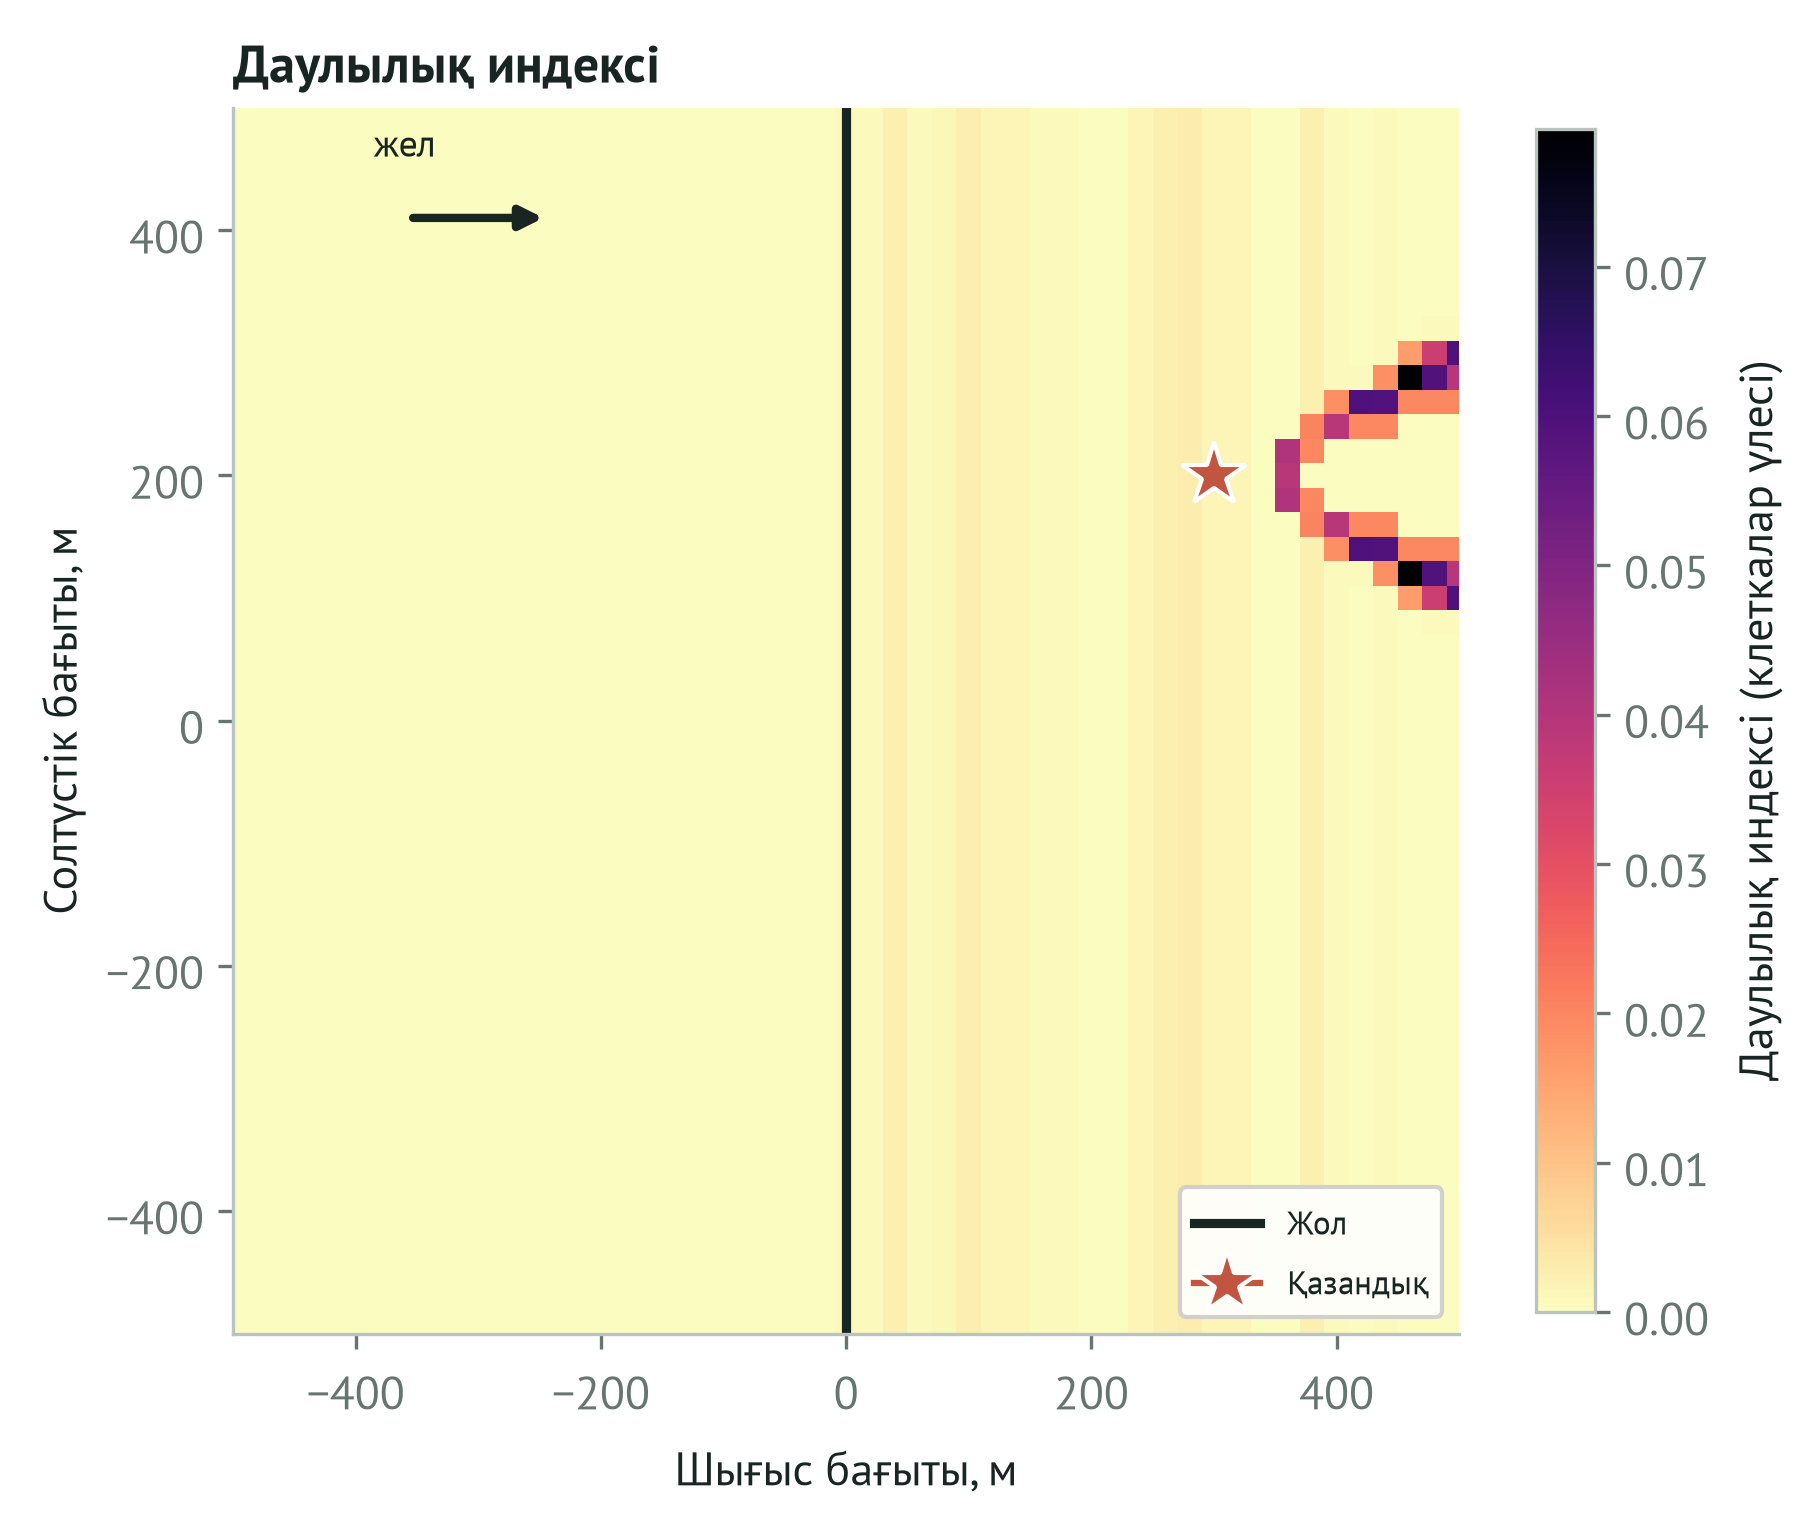 Даулылық индексі
жел
400
200
0
−200
−400
Солтүстік бағыты, м
−400
−200
0
200
400
Шығыс бағыты, м
Жол
Қазандық
0.07
0.06
0.05
0.04
0.03
0.02
0.01
0.00
Даулылық индексі (клеткалар үлесі)